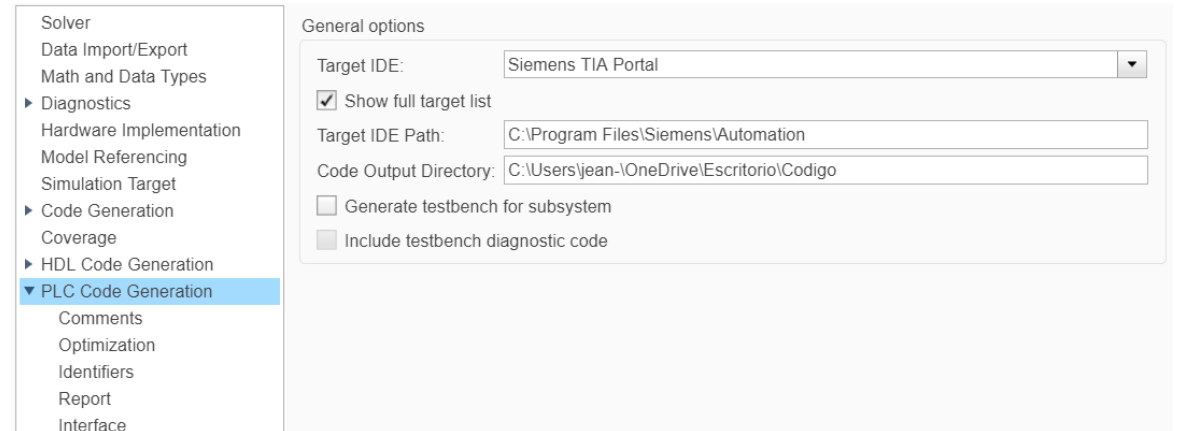 Solver
Data Import/Export
Math and Data Types
Diagnostics
Hardware Implementation
Model Referencing
Simulation Target
Code Generation
Coverage
HDL Code Generation
PLC Code Generation
Comments
Optimization
Identifiers
Report
Interface
General options
Target IDE: Siemens TIA Portal
Show full target list
Target IDE Path: C:\Program Files\Siemens\Automation
Code Output Directory: C:\Users\jean-\OneDrive\Escritorio\Codigo
Generate testbench for subsystem
Include testbench diagnostic code